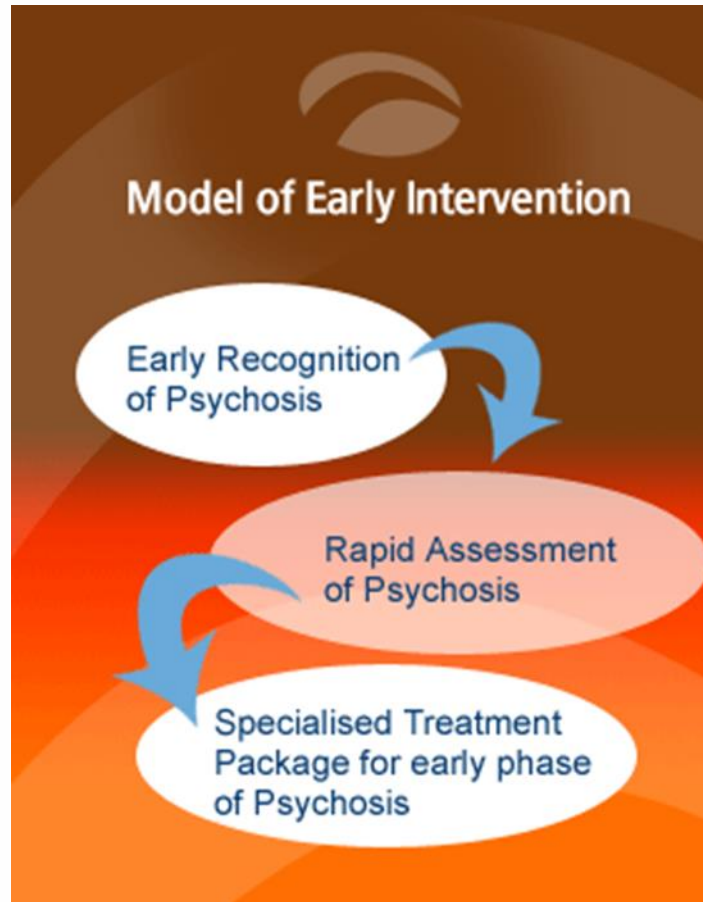 Model of Early Intervention
Early Recognition
of Psychosis
Rapid Assessment
of Psychosis
Specialised Treatment
Package for early phase
of Psychosis